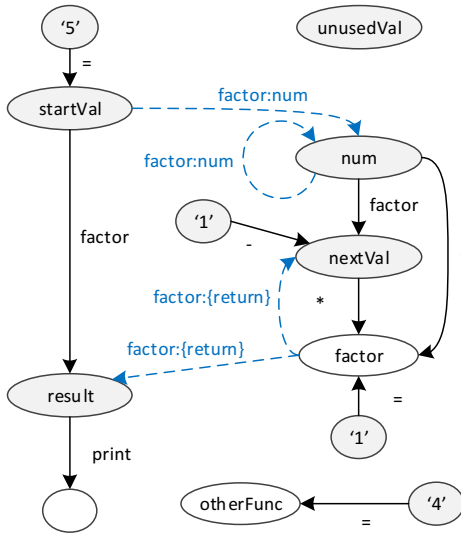 ‘5’
unusedVal
=
startVal
factor:num
factor:num
num
factor
‘1’
factor
-
nextVal
factor:{return}
*
factor:{return}
factor
result
=
‘1’
print
otherFunc
‘4’
=